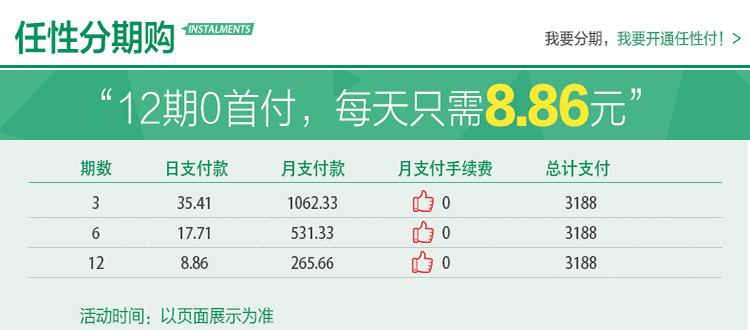 任性分期购 INSTALMENTS
我要分期，我要开通任性付！>
“12期0首付，每天只需8.86元”
期数 日支付款 月支付款 月支付手续费 总计支付
3 35.41 1062.33 0 3188
6 17.71 531.33 0 3188
12 8.86 265.66 0 3188
活动时间：以页面展示为准